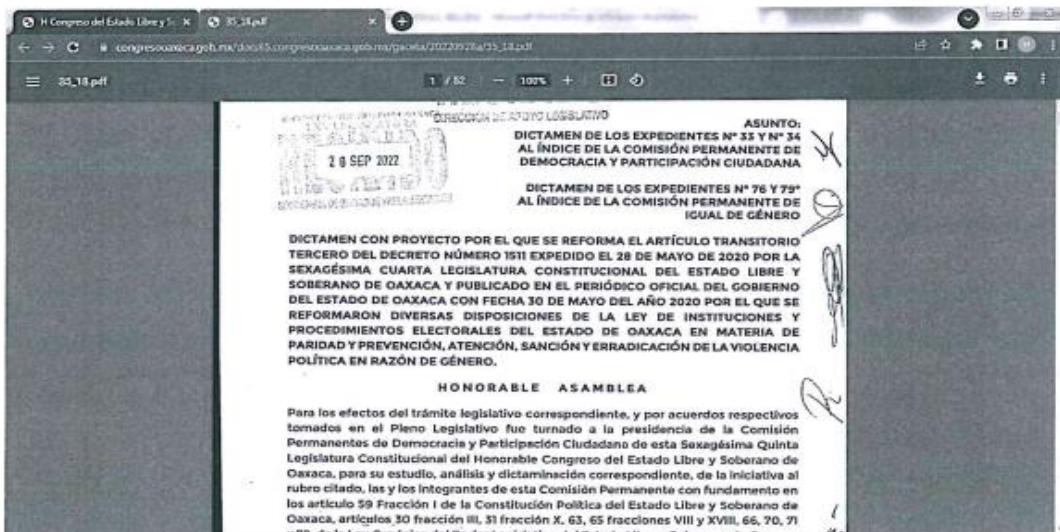 H Congreso del Estado Libre y S
35_18.pdf
35_18.pdf
1 / 52
100%
DIRECCIÓN DE APOYO LEGISLATIVO
28 SEP 2022
ASUNTO:
DICTAMEN DE LOS EXPEDIENTES N° 33 Y N° 34
AL ÍNDICE DE LA COMISIÓN PERMANENTE DE
DEMOCRACIA Y PARTICIPACIÓN CIUDADANA
DICTAMEN DE LOS EXPEDIENTES N° 76 Y 79°
AL ÍNDICE DE LA COMISIÓN PERMANENTE DE
IGUAL DE GÉNERO
DICTAMEN CON PROYECTO POR EL QUE SE REFORMA EL ARTÍCULO TRANSITORIO
TERCERO DEL DECRETO NÚMERO 1511 EXPEDIDO EL 28 DE MAYO DE 2020 POR LA
SEXAGÉSIMA CUARTA LEGISLATURA CONSTITUCIONAL DEL ESTADO LIBRE Y
SOBERANO DE OAXACA Y PUBLICADO EN EL PERIÓDICO OFICIAL DEL GOBIERNO
DEL ESTADO DE OAXACA CON FECHA 30 DE MAYO DEL AÑO 2020 POR EL QUE SE
REFORMARON DIVERSAS DISPOSICIONES DE LA LEY DE INSTITUCIONES Y
PROCEDIMIENTOS ELECTORALES DEL ESTADO DE OAXACA EN MATERIA DE
PARIDAD Y PREVENCIÓN, ATENCIÓN, SANCIÓN Y ERRADICACIÓN DE LA VIOLENCIA
POLÍTICA EN RAZÓN DE GÉNERO.
HONORABLE ASAMBLEA
Para los efectos del trámite legislativo correspondiente, y por acuerdos respectivos
tomados en el Pleno Legislativo fue turnado a la presidencia de la Comisión
Permanentes de Democracia y Participación Ciudadano de esta Sexagésima Quinta
Legislatura Constitucional del Honorable Congreso del Estado Libre y Soberano de
Oaxaca, para su estudio, análisis y dictaminación correspondiente, de la iniciativa al
rubro citado, las y los integrantes de esta Comisión Permanente con fundamento en
los artículo 59 Fracción I de la Constitución Política del Estado Libre y Soberano de
Oaxaca, artículos 30 fracción III, 31 fracción X, 63, 65 fracciones VIII y XVIII, 66, 70, 71